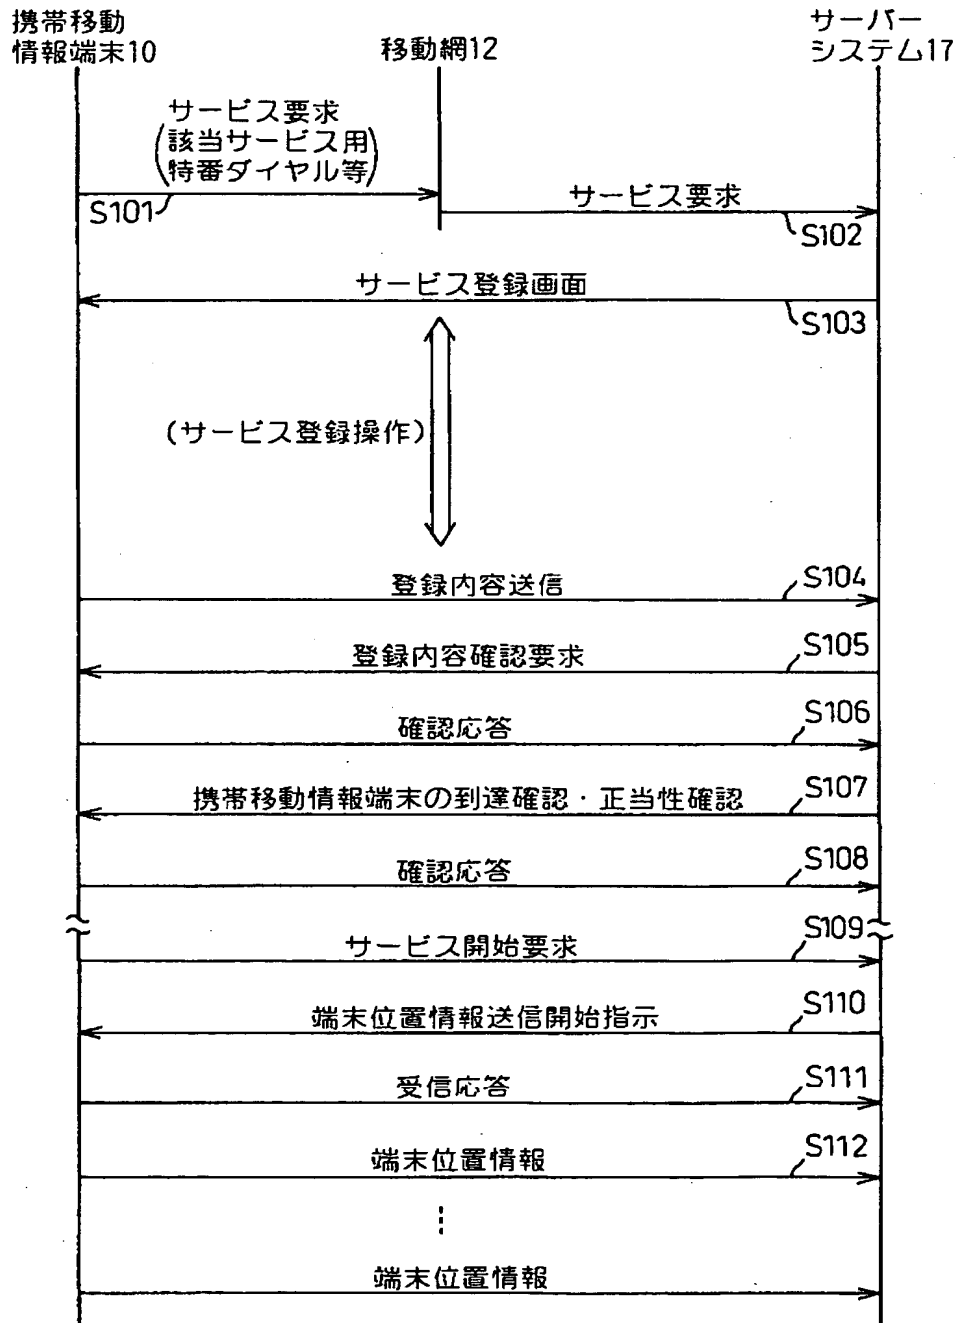 携帯移動
情報端末10
移動網12
サーバー
システム17
サービス要求
(該当サービス用
特番ダイヤル等)
S101
サービス要求
S102
サービス登録画面
S103
(サービス登録操作)
登録内容送信
S104
登録内容確認要求
S105
確認応答
S106
携帯移動情報端末の到達確認・正当性確認
S107
確認応答
S108
サービス開始要求
S109
端末位置情報送信開始指示
S110
受信応答
S111
端末位置情報
S112
端末位置情報